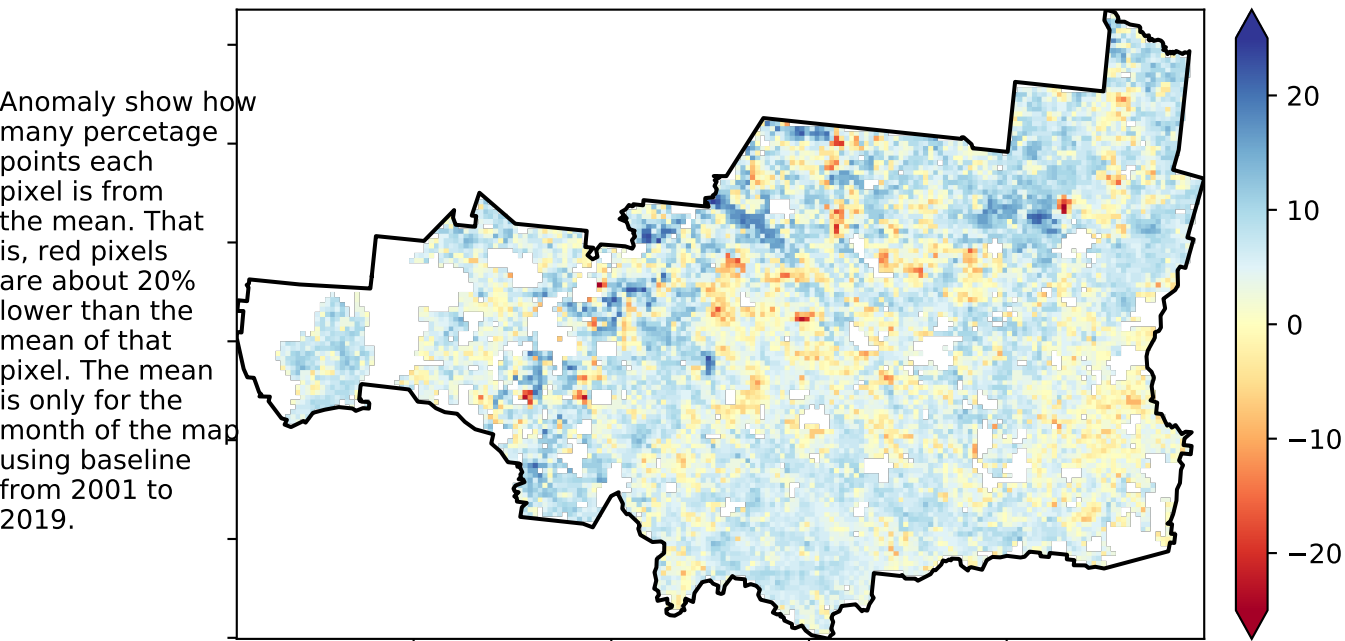 Anomaly show how
many percetage
points each
pixel is from
the mean. That
is, red pixels
are about 20%
lower than the
mean of that
pixel. The mean
is only for the
month of the map
using baseline
from 2001 to
2019.
20
10
0
−10
−20